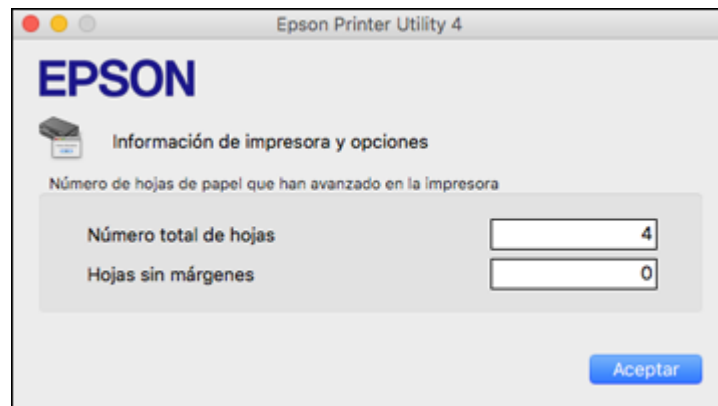 Epson Printer Utility 4
EPSON
Información de impresora y opciones
Número de hojas de papel que han avanzado en la impresora
Número total de hojas 4
Hojas sin márgenes 0
Aceptar